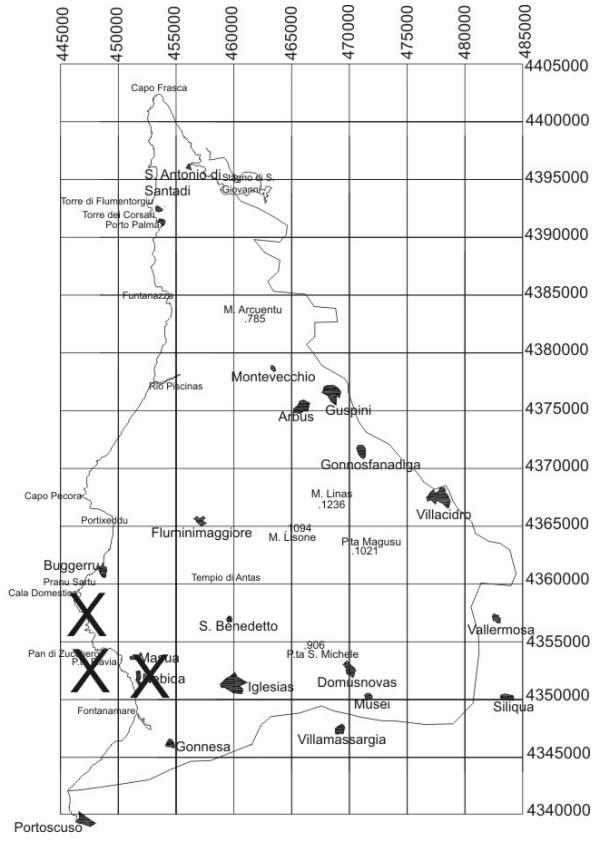 445000
450000
455000
460000
465000
470000
475000
480000
485000
4405000
Capo Frasca
4400000
S. Antonio di
Santadi
Stagno di S.
Giovanni
4395000
Torre di Flumentorgiu
Torre dei Corsari
Porto Palma
4390000
Funtanazza
4385000
M. Arcuentu
.785
4380000
Montevecchio
Rio Piscinas
Guspini
Arbus
4375000
Gonnosfanadiga
4370000
Capo Pecora
M. Linas
.1236
Villacidro
Portixeddu
4365000
Fluminimaggiore
1094
M. Lisone
P.ta Magusu
.1021
Buggerru
Pranu Sartu
Tempio di Antas
4360000
Cala Domestica
X
S. Benedetto
Vallermosa
4355000
Pan di Zucchero
Masua
.906
P.ta S. Michele
X
X
Nebida
Iglesias
Domusnovas
Musei
4350000
Siliqua
Fontanamare
Gonnesa
Villamassargia
4345000
4340000
Portoscuso